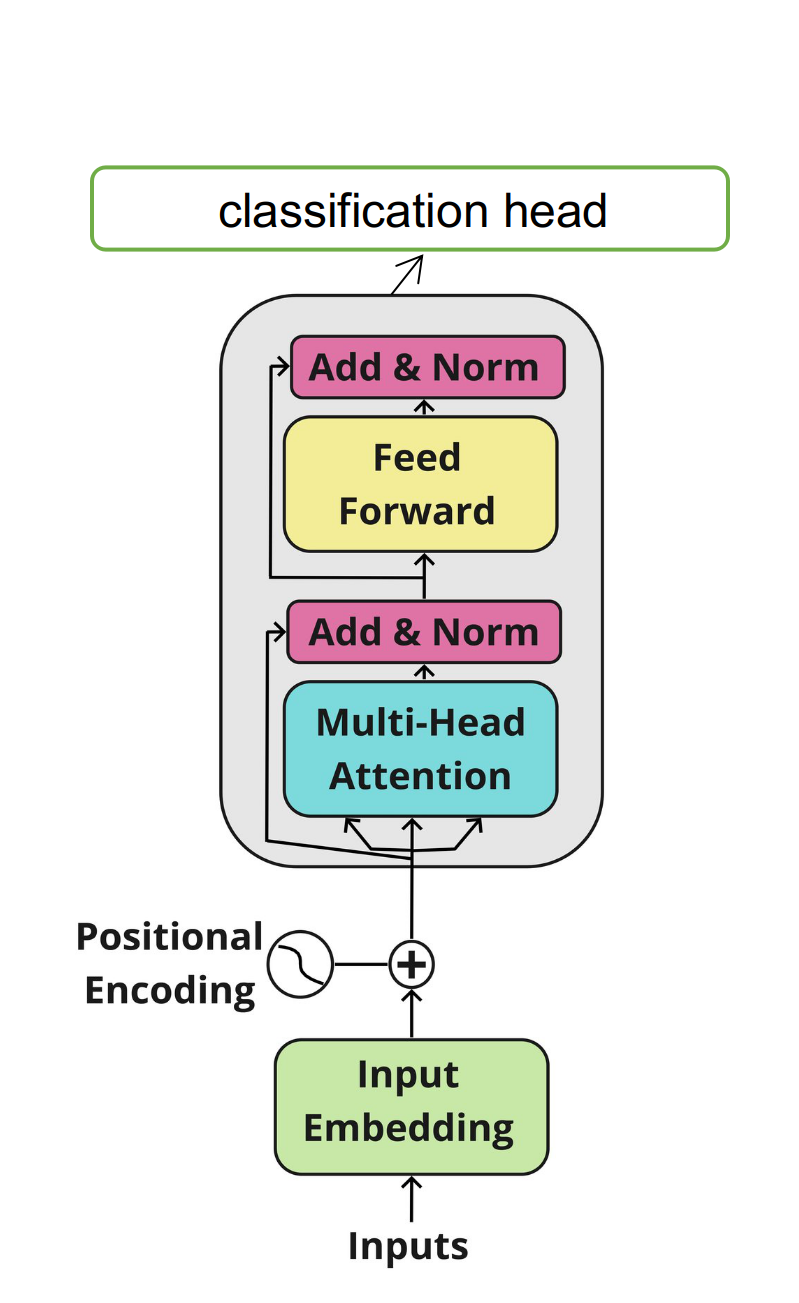 classification head
Add & Norm
Feed
Forward
Add & Norm
Multi-Head
Attention
Positional
Encoding
Input
Embedding
Inputs